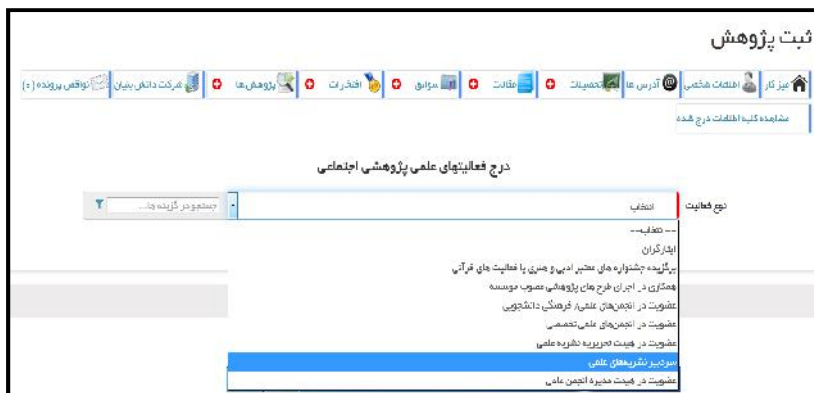 ثبت پژوهش
میز کار اطلاعات شخصی آدرس ها تحصیلات مقالات سوابق افتخارات پژوهش ها شرکت دانش بنیان نواقص پرونده (0)
مشاهده کلیه اطلاعات درج شده
درج فعالیتهای علمی پژوهشی اجتماعی
نوع فعالیت انتخاب جستجو در گزینه ها...
--انتخاب--
ایثارگران
برگزیده جشنواره های معتبر ادبی و هنری یا فعالیت های قرآنی
همکاری در اجرای طرح های پژوهشی مصوب موسسه
عضویت در انجمن‌های علمی/ فرهنگی دانشجویی
عضویت در انجمن‌های علمی تخصصی
عضویت در هیئت تحریریه نشریه علمی
سردبیر نشریه‌های علمی
عضویت در هیئت مدیره انجمن علمی